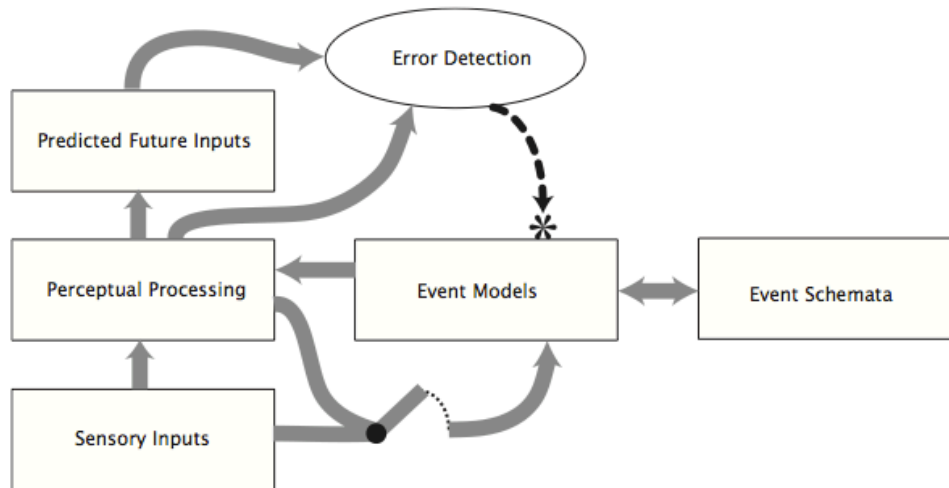 Error Detection
Predicted Future Inputs
Perceptual Processing
Event Models
Event Schemata
Sensory Inputs